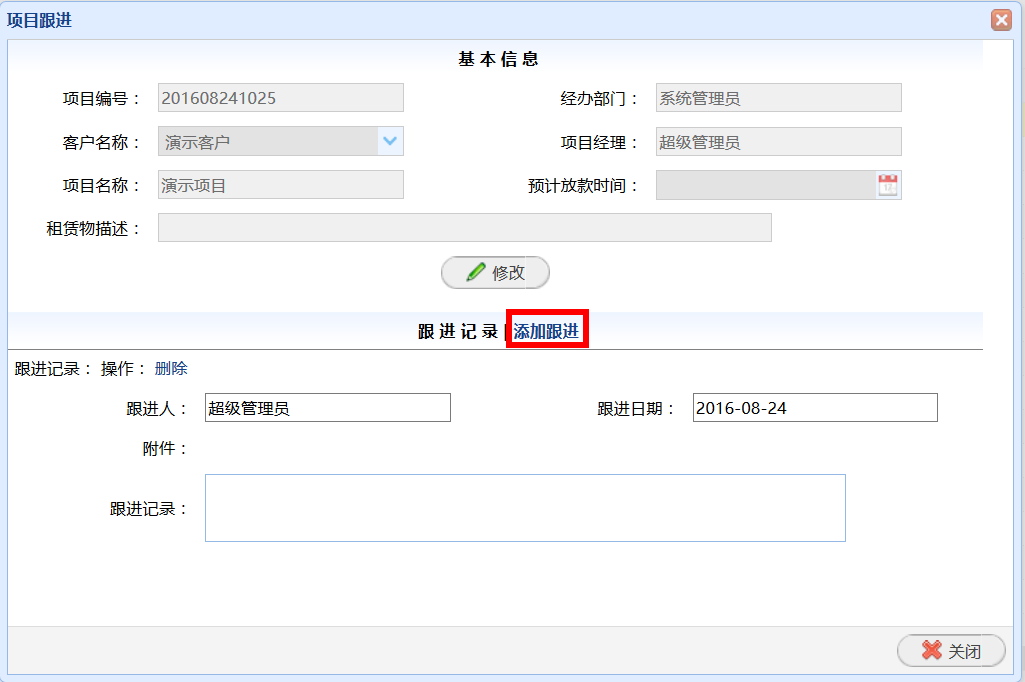 项目跟进
基 本 信 息
项目编号： 201608241025 经办部门： 系统管理员
客户名称： 演示客户 项目经理： 超级管理员
项目名称： 演示项目 预计放款时间： 12
租赁物描述：
修改
跟 进 记 录 | 添加跟进
跟进记录： 操作： 删除
跟进人： 超级管理员 跟进日期： 2016-08-24
附件：
跟进记录：
关闭